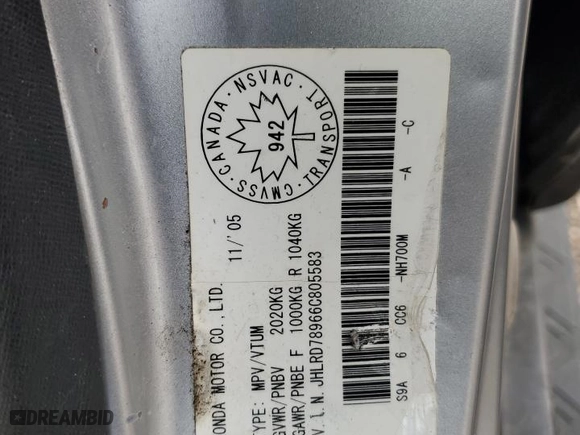 CMVSS · CANADA · NSVAC · TRANSPORT
942
ONDA MOTOR CO., LTD. 11/'05
TYPE: MPV/VTUM
GVWR/PNBV 2020KG
GAWR/PNBE F 1000KG R 1040KG
V. I. N. JHLRD78966C805583
S9A 6 CC6 -NH700M -A -C
DREAMBID